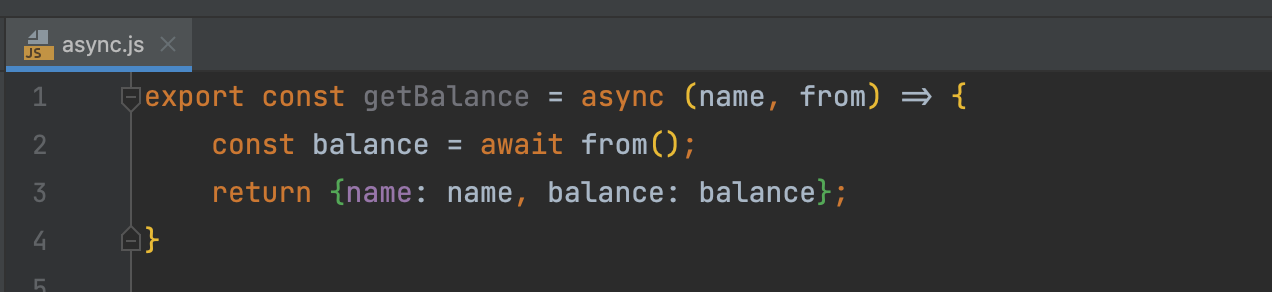 JS async.js
1 export const getBalance = async (name, from) => {
2     const balance = await from();
3     return {name: name, balance: balance};
4 }
5